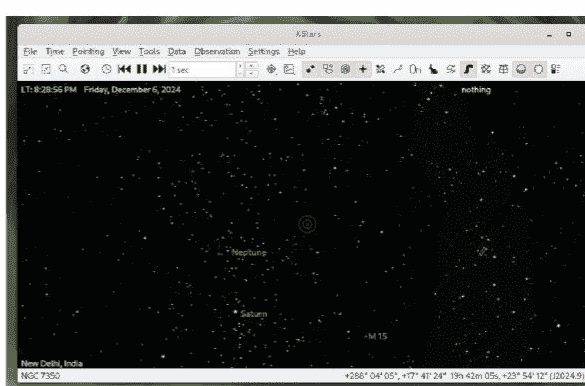 KStars
File Time Pointing View Tools Data Observation Settings Help
1 sec
LT: 8:28:56 PM Friday, December 6, 2024 nothing
Neptune
Saturn
M 15
New Delhi, India
NGC 7350 +286° 04' 05", +17° 41' 24" 19h 42m 05s, +23° 54' 12" (J2024.9)